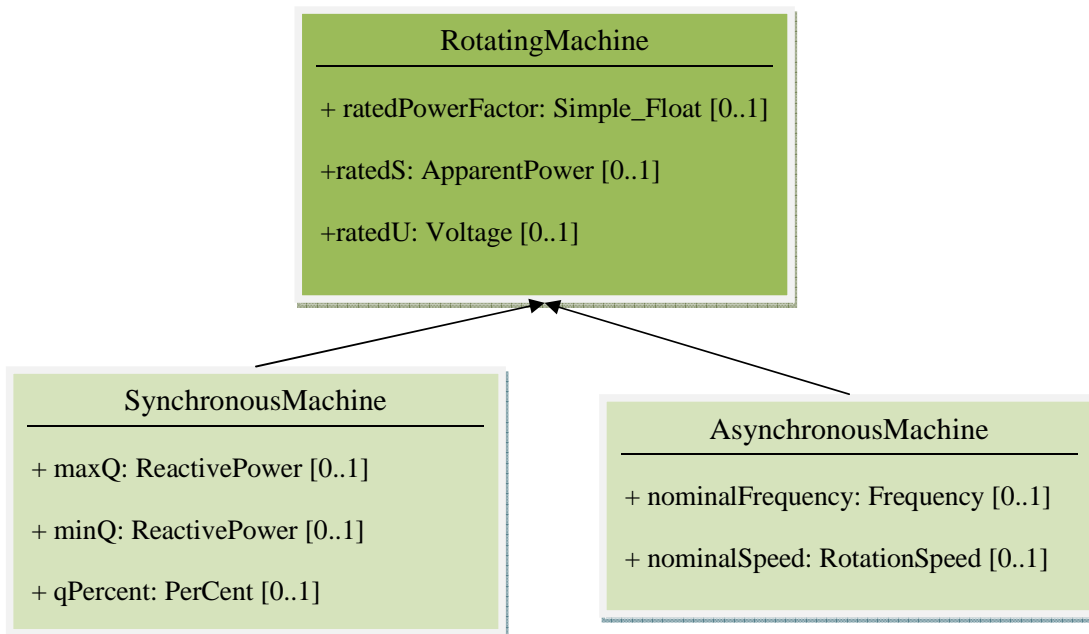 RotatingMachine
+ ratedPowerFactor: Simple_Float [0..1]
+ratedS: ApparentPower [0..1]
+ratedU: Voltage [0..1]
SynchronousMachine
+ maxQ: ReactivePower [0..1]
+ minQ: ReactivePower [0..1]
+ qPercent: PerCent [0..1]
AsynchronousMachine
+ nominalFrequency: Frequency [0..1]
+ nominalSpeed: RotationSpeed [0..1]